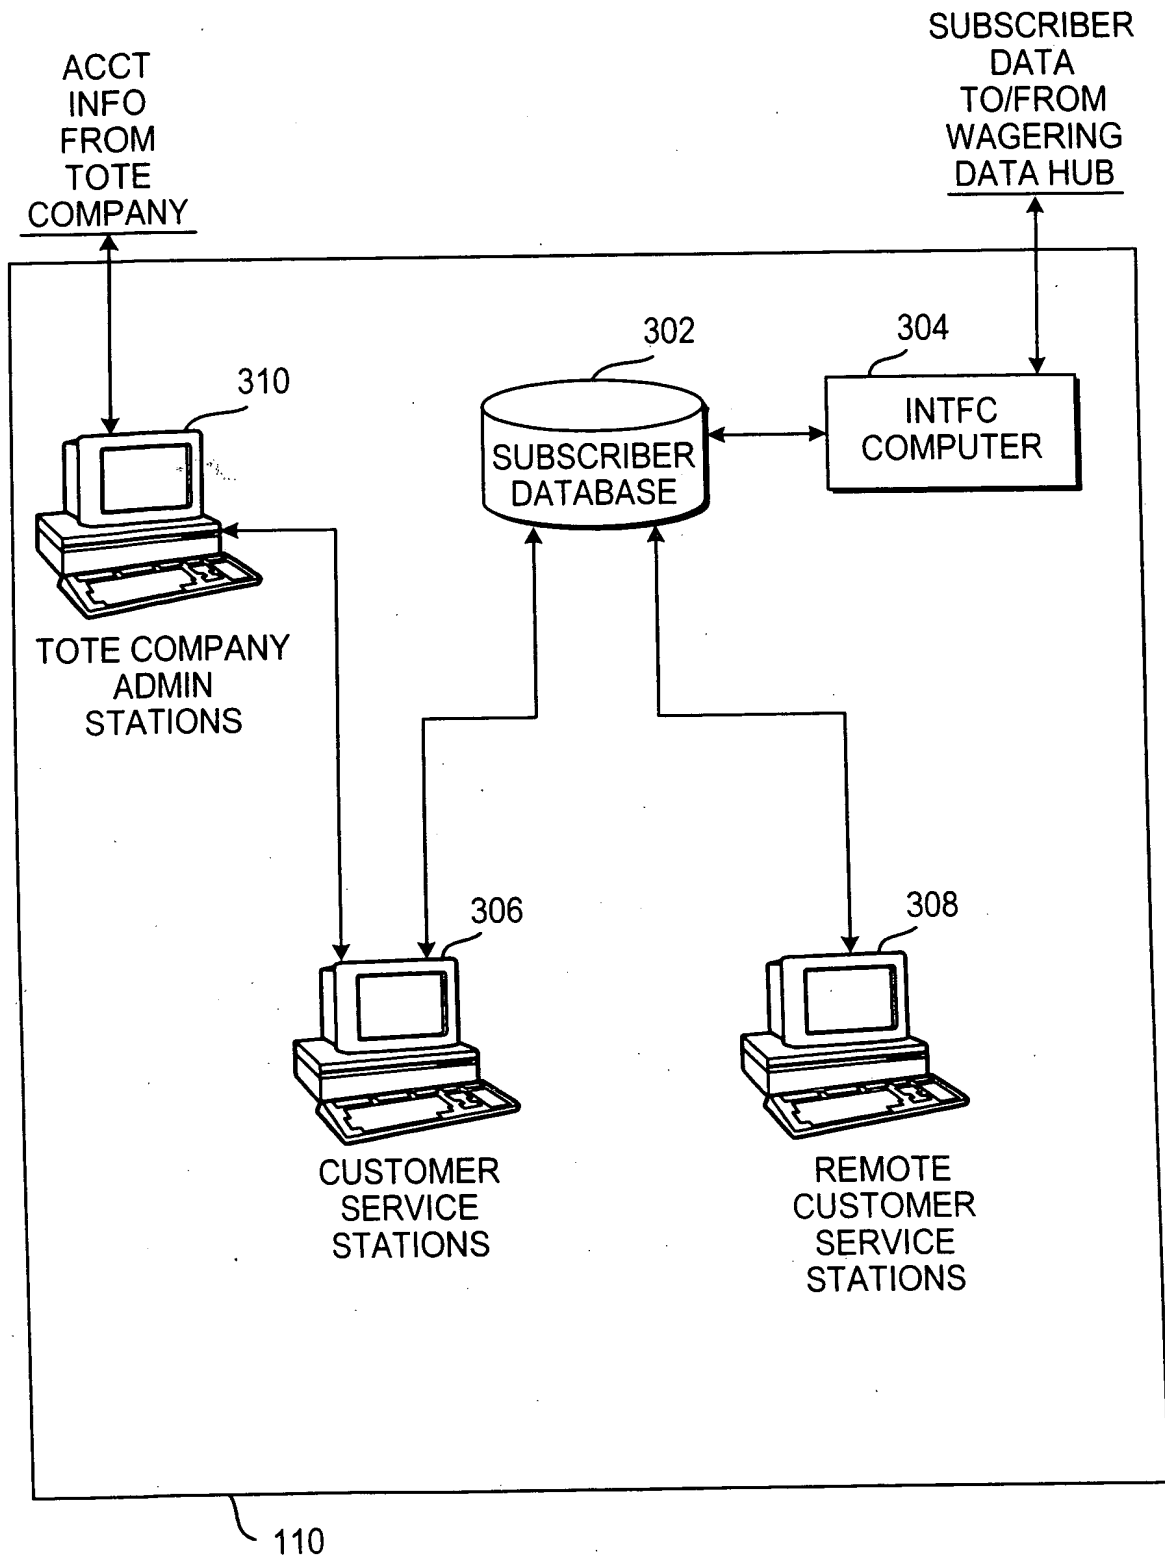 ACCT
INFO
FROM
TOTE
COMPANY
SUBSCRIBER
DATA
TO/FROM
WAGERING
DATA HUB
310
302
304
SUBSCRIBER
DATABASE
INTFC
COMPUTER
TOTE COMPANY
ADMIN
STATIONS
306
308
CUSTOMER
SERVICE
STATIONS
REMOTE
CUSTOMER
SERVICE
STATIONS
110